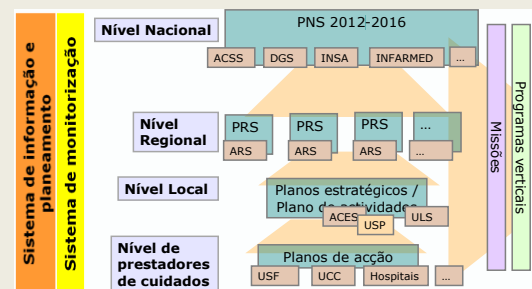 Sistema de informação e
planeamento
Sistema de monitorização
Nível Nacional
PNS 2012-2016
ACSS
DGS
INSA
INFARMED
...
Nível
Regional
PRS
PRS
PRS
...
ARS
ARS
ARS
...
Nível Local
Planos estratégicos /
Plano de actividades
ACES
USP
ULS
Nível de
prestadores
de cuidados
Planos de acção
USF
UCC
Hospitais
...
Missões
Programas verticais